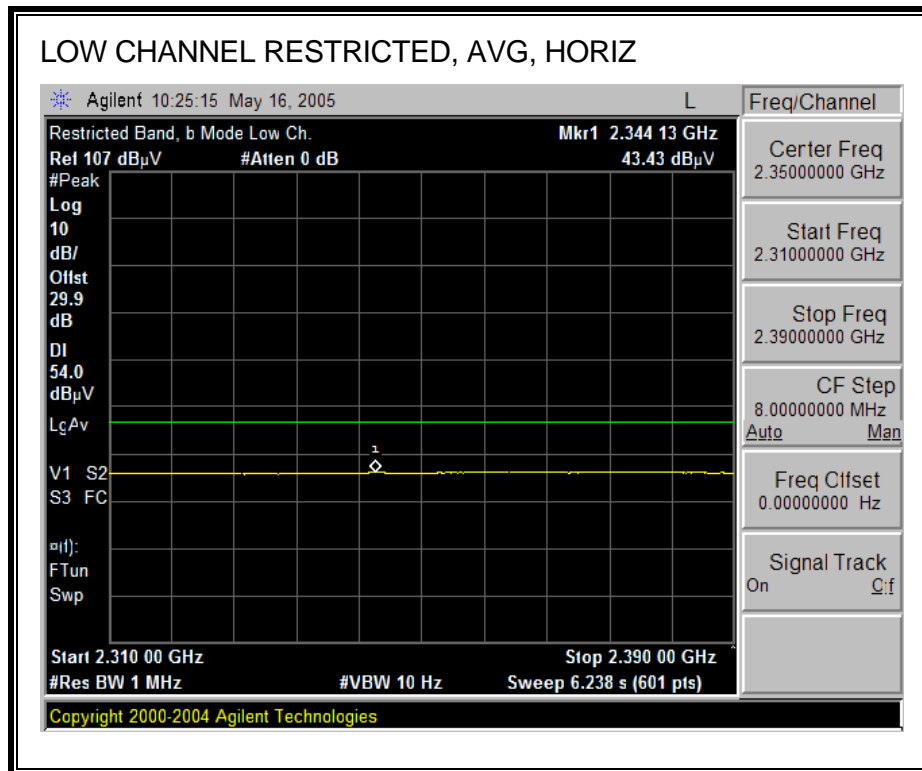 LOW CHANNEL RESTRICTED, AVG, HORIZ
Agilent 10:25:15 May 16, 2005 L
Freq/Channel
Restricted Band, b Mode Low Ch. Mkr1 2.344 13 GHz
Ref 107 dBµV #Atten 0 dB 43.43 dBµV
#Peak
Log
10
dB/
Offst
29.9
dB
DI
54.0
dBµV
LgAv
1
V1 S2
S3 FC
¤(f):
FTun
Swp
Start 2.310 00 GHz Stop 2.390 00 GHz
#Res BW 1 MHz #VBW 10 Hz Sweep 6.238 s (601 pts)
Center Freq
2.35000000 GHz
Start Freq
2.31000000 GHz
Stop Freq
2.39000000 GHz
CF Step
8.00000000 MHz
Auto Man
Freq Offset
0.00000000 Hz
Signal Track
On Off
Copyright 2000-2004 Agilent Technologies